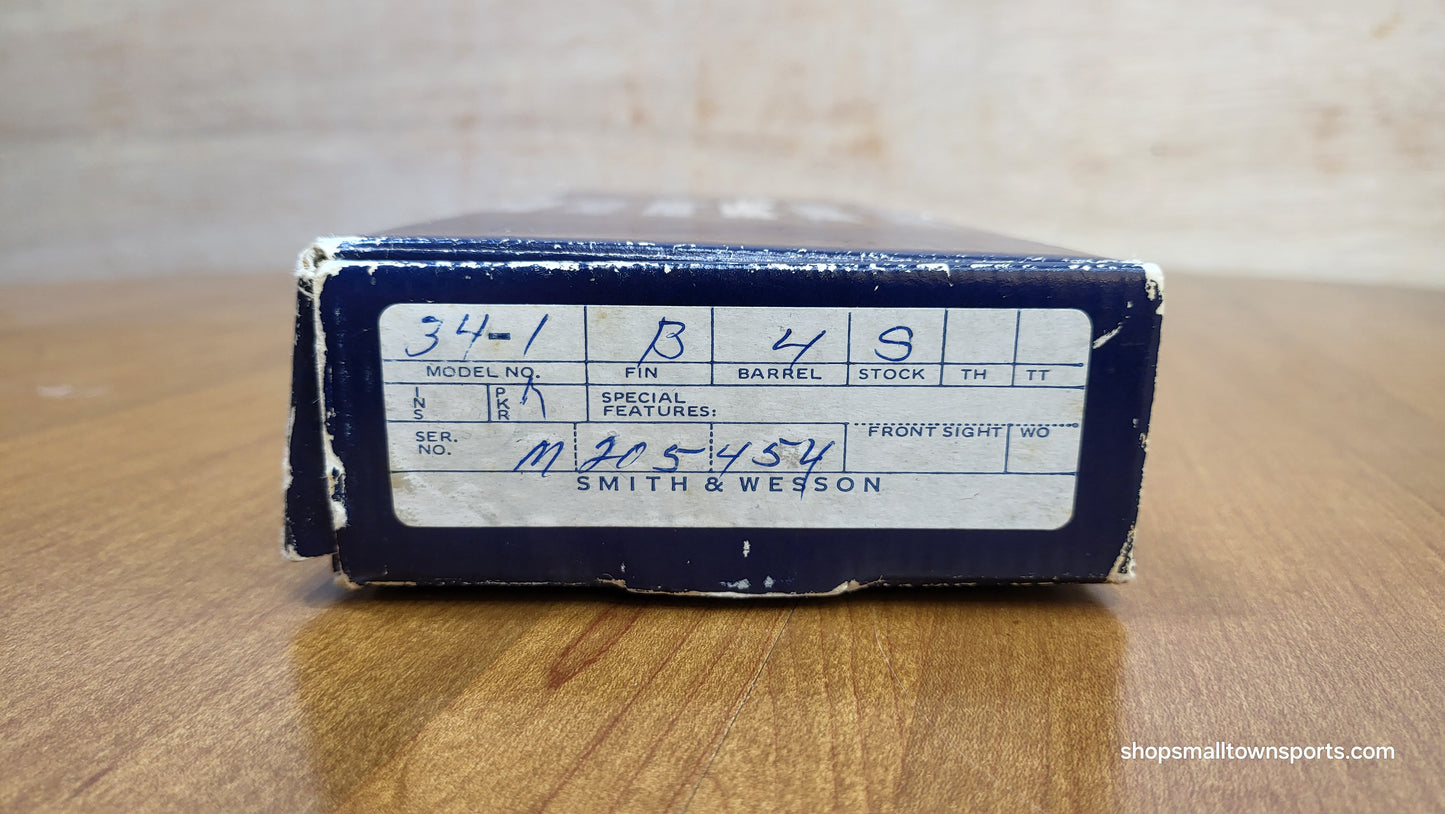 34-1 B 4 S
MODEL NO. FIN BARREL STOCK TH TT
INS PKR K SPECIAL
FEATURES:
SER. FRONT SIGHT WO
NO. M 205 454
SMITH & WESSON
shopsmalltownsports.com